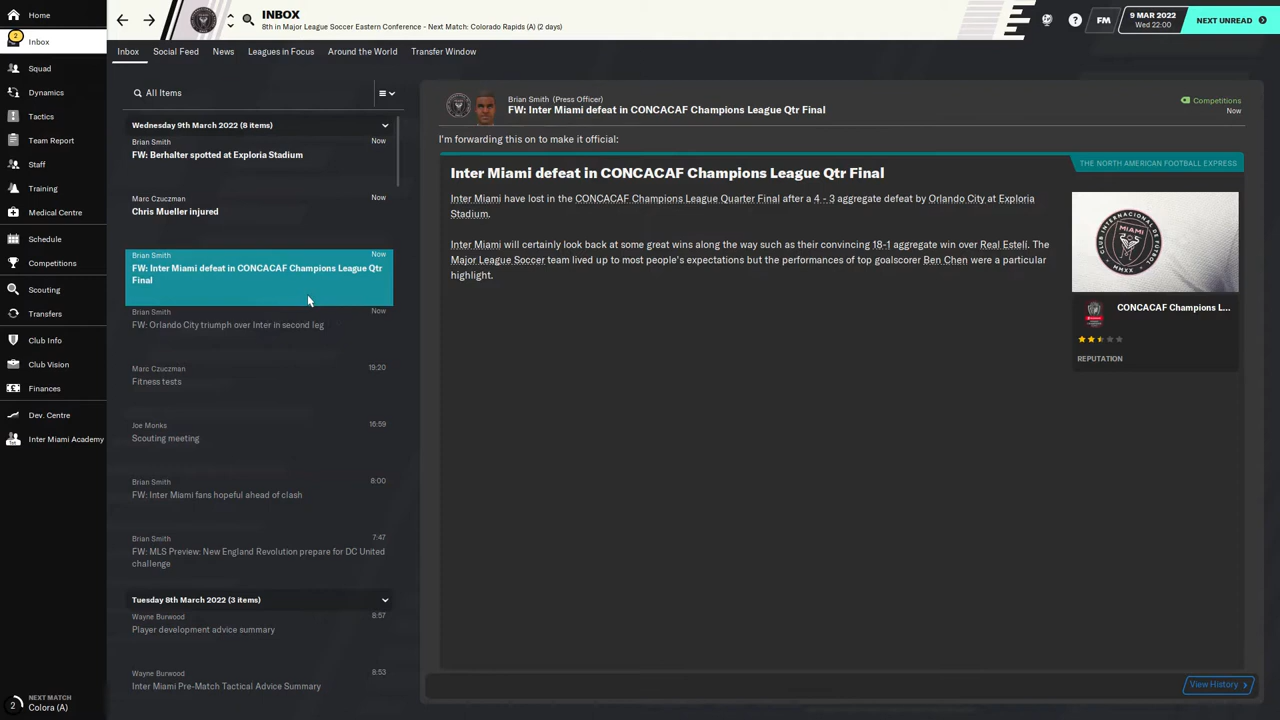 Home
2
Inbox
Squad
Dynamics
Tactics
Team Report
Staff
Training
Medical Centre
Schedule
Competitions
Scouting
Transfers
Club Info
Club Vision
Finances
Dev. Centre
Inter Miami Academy
2
NEXT MATCH
Colora (A)
INBOX
8th in Major League Soccer Eastern Conference - Next Match: Colorado Rapids (A) (2 days)
?
FM
9 MAR 2022
Wed 22:00
NEXT UNREAD
Inbox Social Feed News Leagues in Focus Around the World Transfer Window
All Items
Wednesday 9th March 2022 (8 items)
Brian Smith Now
FW: Berhalter spotted at Exploria Stadium
Marc Czuczman Now
Chris Mueller injured
Brian Smith Now
FW: Inter Miami defeat in CONCACAF Champions League Qtr
Final
Brian Smith Now
FW: Orlando City triumph over Inter in second leg
Marc Czuczman 19:20
Fitness tests
Joe Monks 16:59
Scouting meeting
Brian Smith 8:00
FW: Inter Miami fans hopeful ahead of clash
Brian Smith 7:47
FW: MLS Preview: New England Revolution prepare for DC United
challenge
Tuesday 8th March 2022 (3 items)
Wayne Burwood 8:57
Player development advice summary
Wayne Burwood 8:53
Inter Miami Pre-Match Tactical Advice Summary
Brian Smith (Press Officer)
FW: Inter Miami defeat in CONCACAF Champions League Qtr Final
Competitions
Now
I'm forwarding this on to make it official:
THE NORTH AMERICAN FOOTBALL EXPRESS
Inter Miami defeat in CONCACAF Champions League Qtr Final
Inter Miami have lost in the CONCACAF Champions League Quarter Final after a 4 - 3 aggregate defeat by Orlando City at Exploria
Stadium.
Inter Miami will certainly look back at some great wins along the way such as their convincing 18-1 aggregate win over Real Estelí. The
Major League Soccer team lived up to most people's expectations but the performances of top goalscorer Ben Chen were a particular
highlight.
CLUB INTERNACIONAL DE FUTBOL
MIAMI
MMXX
CONCACAF Champions L...
REPUTATION
View History